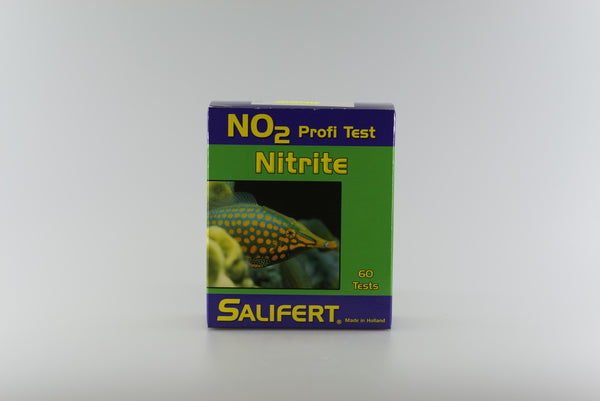 NO2 Profi Test
Nitrite
60
Tests
SALIFERT®
Made in Holland